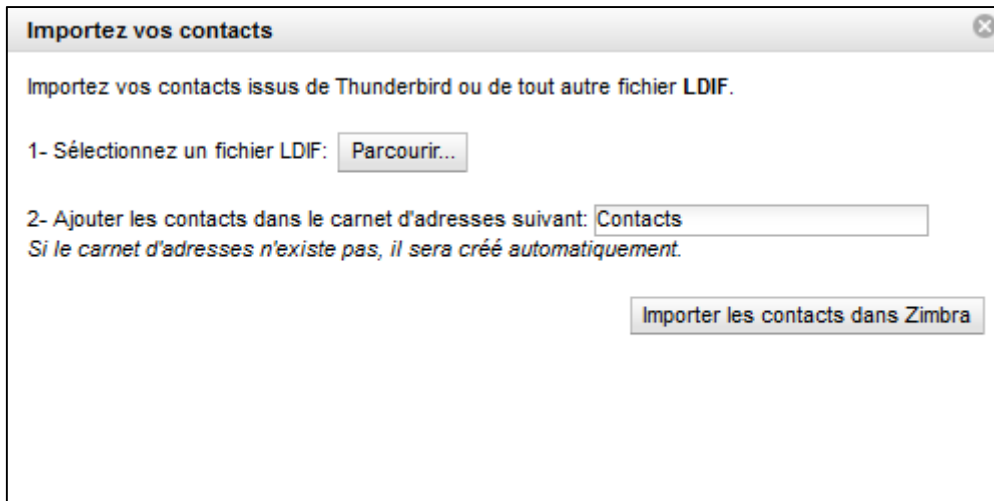 Importez vos contacts
Importez vos contacts issus de Thunderbird ou de tout autre fichier LDIF.
1- Sélectionnez un fichier LDIF: Parcourir...
2- Ajouter les contacts dans le carnet d'adresses suivant: Contacts
Si le carnet d'adresses n'existe pas, il sera créé automatiquement.
Importer les contacts dans Zimbra